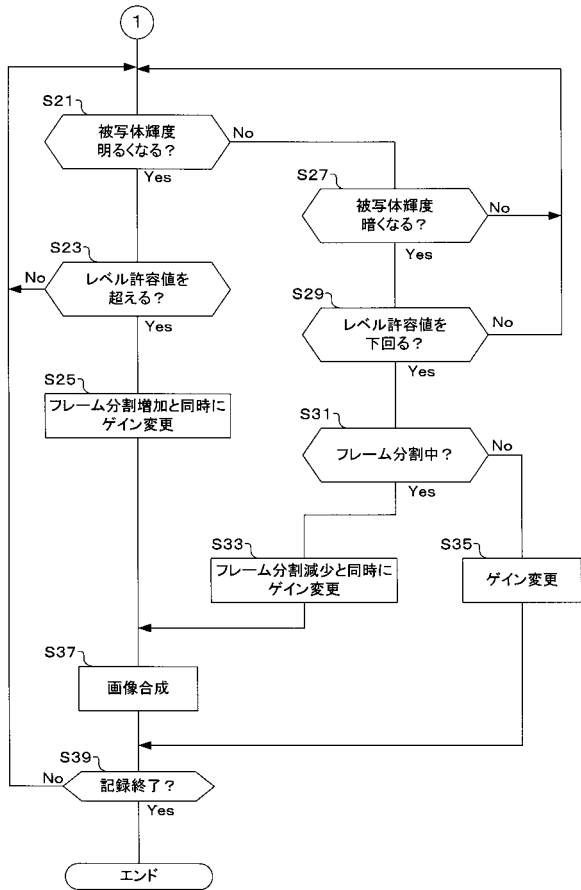 1
S21
被写体輝度
明るくなる？
No
Yes
S27
被写体輝度
暗くなる？
No
Yes
S23
No
レベル許容値を
超える？
Yes
S29
レベル許容値を
下回る？
No
Yes
S25
フレーム分割増加と同時に
ゲイン変更
S31
フレーム分割中？
No
Yes
S33
フレーム分割減少と同時に
ゲイン変更
S35
ゲイン変更
S37
画像合成
S39
No
記録終了？
Yes
エンド